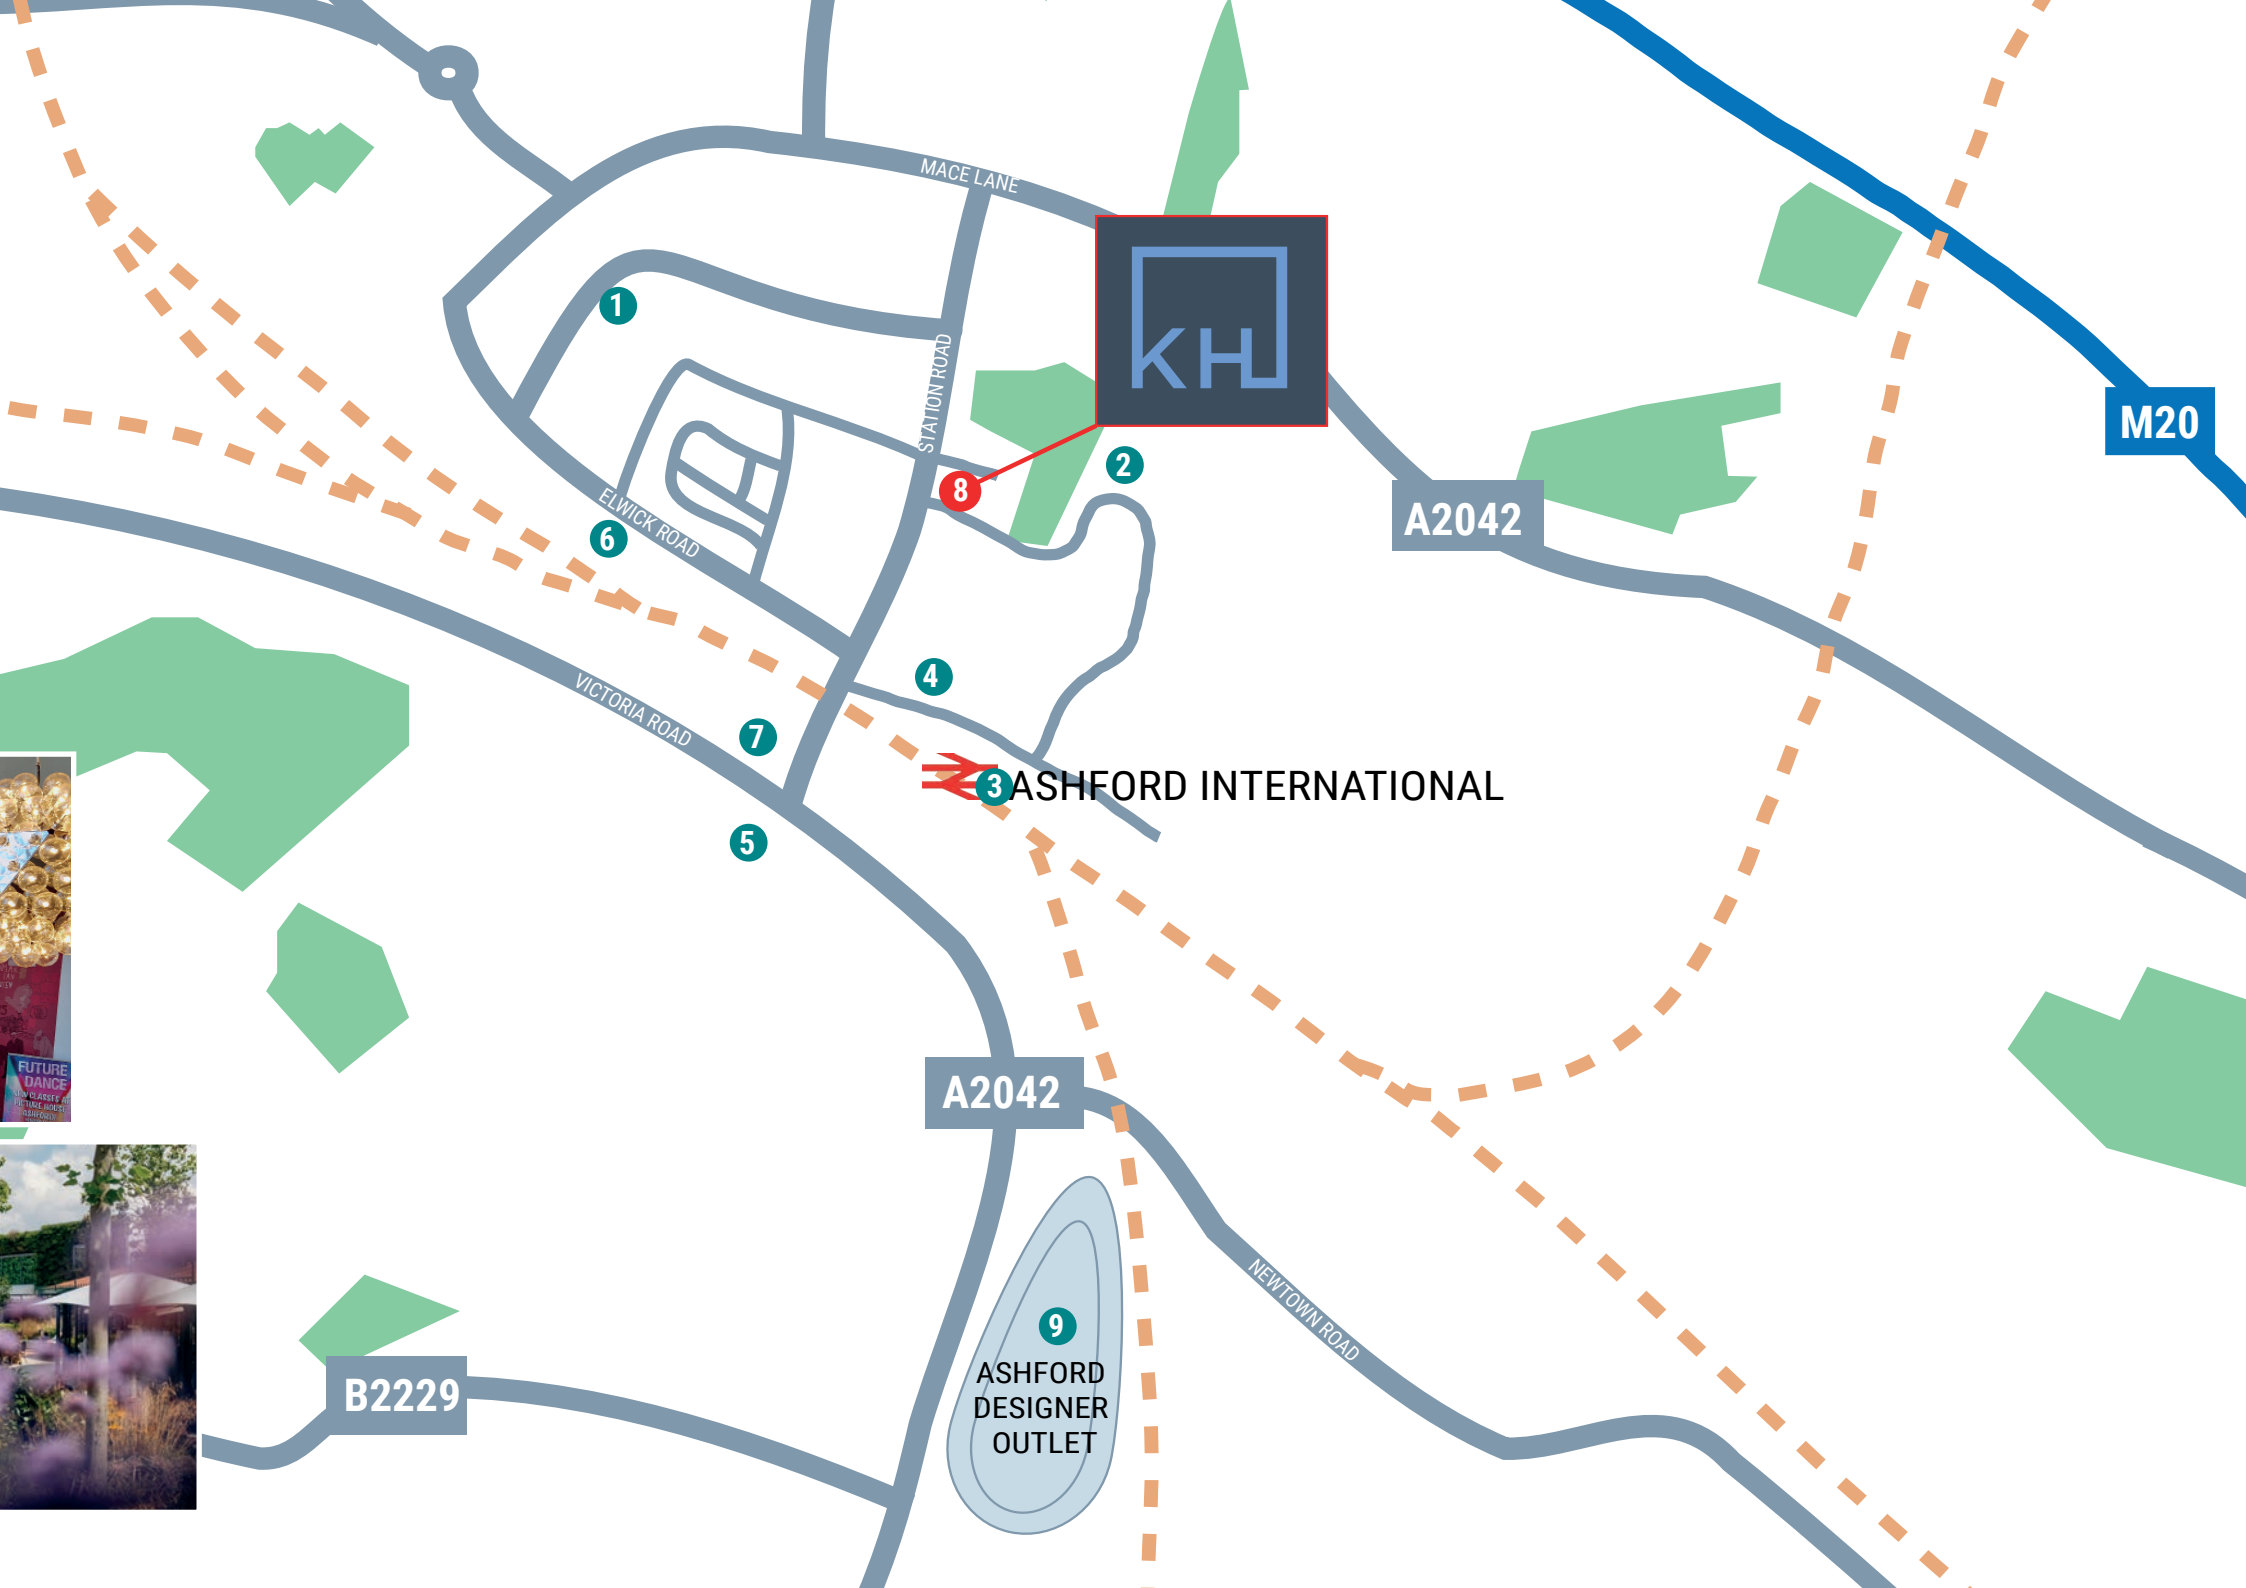 MACE LANE
1
STATION ROAD
KH
M20
2
8
A2042
ELWICK ROAD
6
4
VICTORIA ROAD
7
3
ASHFORD INTERNATIONAL
5
FUTURE
DANCE
A2042
NEWTOWN ROAD
9
ASHFORD
DESIGNER
OUTLET
B2229